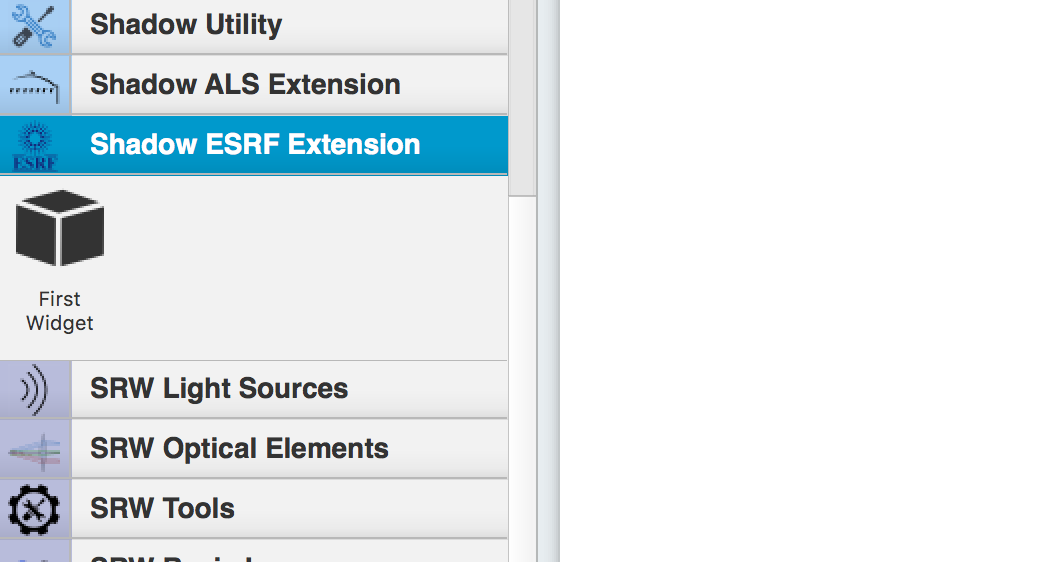 Shadow Utility
Shadow ALS Extension
ESRF
Shadow ESRF Extension
First
Widget
SRW Light Sources
SRW Optical Elements
SRW Tools
SRW